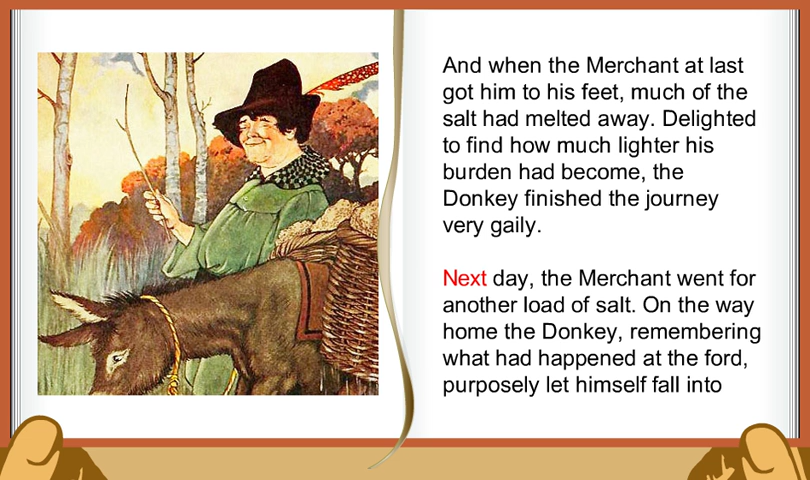 And when the Merchant at last
got him to his feet, much of the
salt had melted away. Delighted
to find how much lighter his
burden had become, the
Donkey finished the journey
very gaily.
Next day, the Merchant went for
another load of salt. On the way
home the Donkey, remembering
what had happened at the ford,
purposely let himself fall into